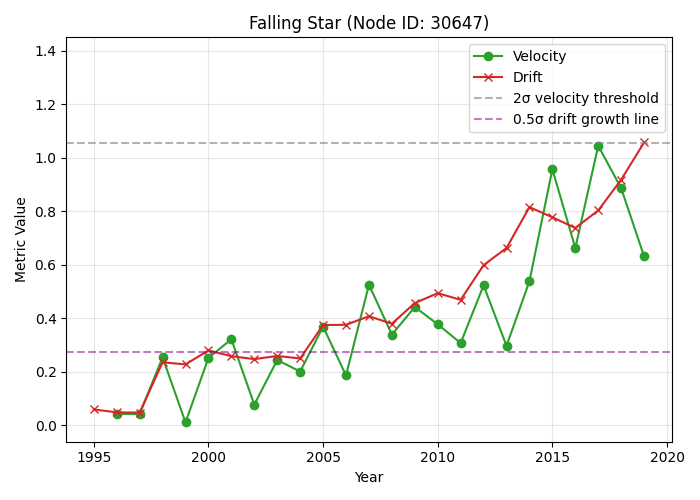 Falling Star (Node ID: 30647)
Metric Value
1.4
1.2
1.0
0.8
0.6
0.4
0.2
0.0
Velocity
Drift
2σ velocity threshold
0.5σ drift growth line
1995
2000
2005
2010
2015
2020
Year